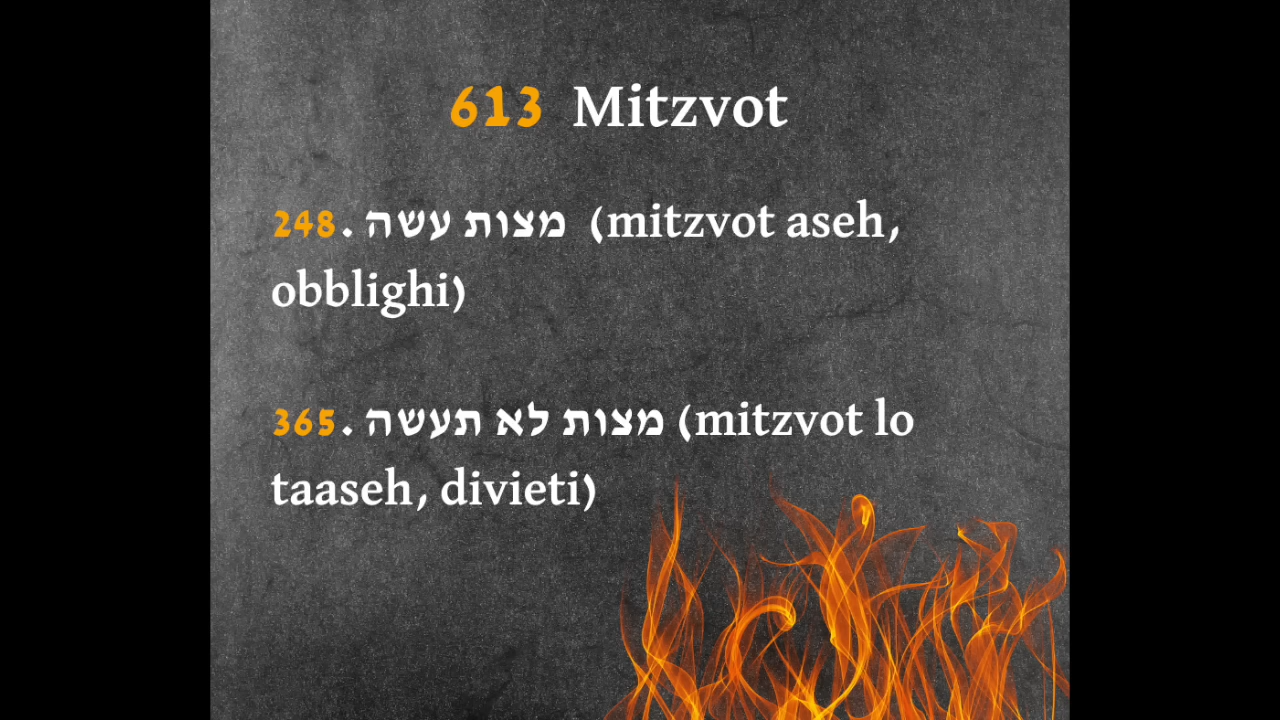 613 Mitzvot
248. מצות עשה (mitzvot aseh,
obblighi)
365. מצות לא תעשה (mitzvot lo
taaseh, divieti)